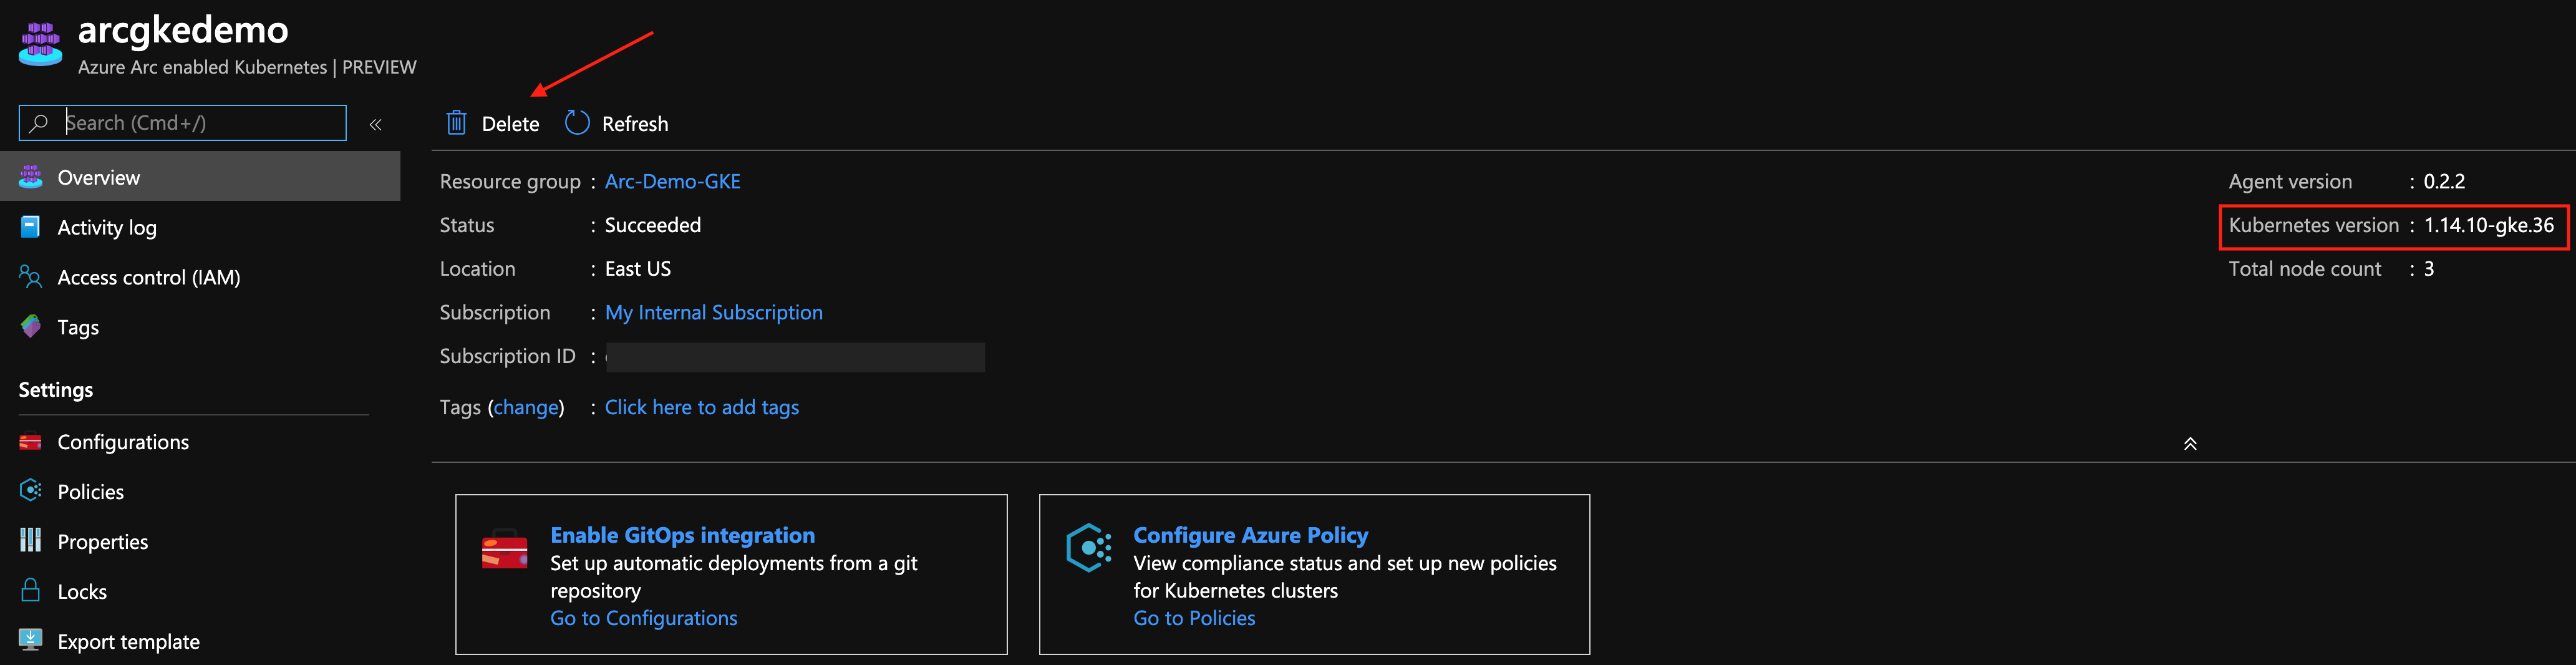 arcgkedemo
Azure Arc enabled Kubernetes | PREVIEW
Search (Cmd+/)
«
Delete
Refresh
Overview
Activity log
Access control (IAM)
Tags
Settings
Configurations
Policies
Properties
Locks
Export template
Resource group : Arc-Demo-GKE
Status : Succeeded
Location : East US
Subscription : My Internal Subscription
Subscription ID :
Tags (change) : Click here to add tags
Agent version : 0.2.2
Kubernetes version : 1.14.10-gke.36
Total node count : 3
Enable GitOps integration
Set up automatic deployments from a git
repository
Go to Configurations
Configure Azure Policy
View compliance status and set up new policies
for Kubernetes clusters
Go to Policies